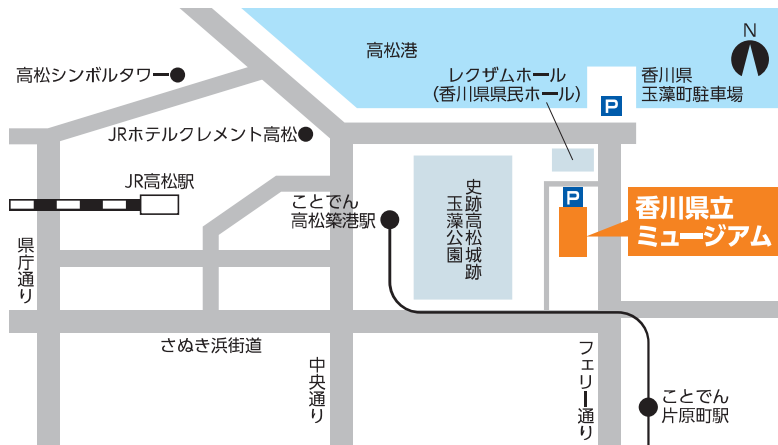 高松港
N
高松シンボルタワー
レクザムホール
(香川県県民ホール)
香川県
玉藻町駐車場
P
JRホテルクレメント高松
JR高松駅
ことでん
高松築港駅
史跡高松城跡
玉藻公園
P
香川県立
ミュージアム
県庁通り
さぬき浜街道
中央通り
フェリー通り
ことでん
片原町駅